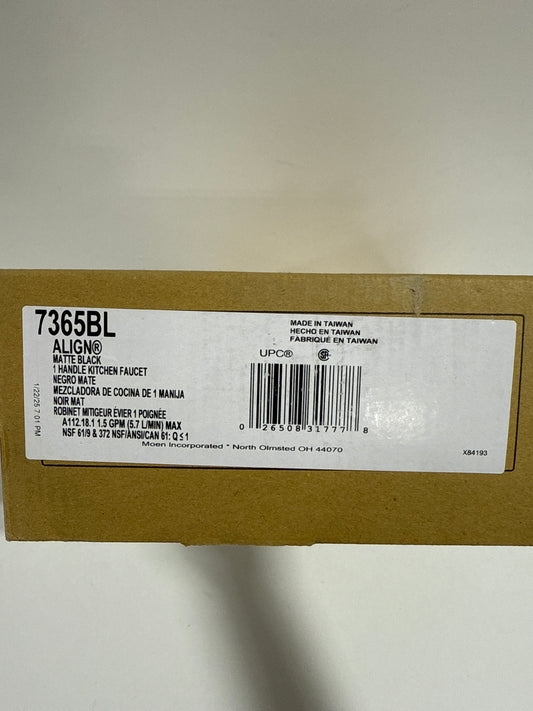 7365BL
ALIGN®
MATTE BLACK
1 HANDLE KITCHEN FAUCET
NEGRO MATE
MEZCLADORA DE COCINA DE 1 MANIJA
NOIR MAT
ROBINET MITIGEUR ÉVIER 1 POIGNÉE
A112.18.1 1.5 GPM (5.7 L/MIN) MAX
NSF 61/9 & 372 NSF/ANSI/CAN 61: Q ≤ 1
Moen Incorporated * North Olmsted OH 44070
MADE IN TAIWAN
HECHO EN TAIWAN
FABRIQUÉ EN TAIWAN
UPC®
0 26508 31777 8
X84193
1/22/25 7:01 PM